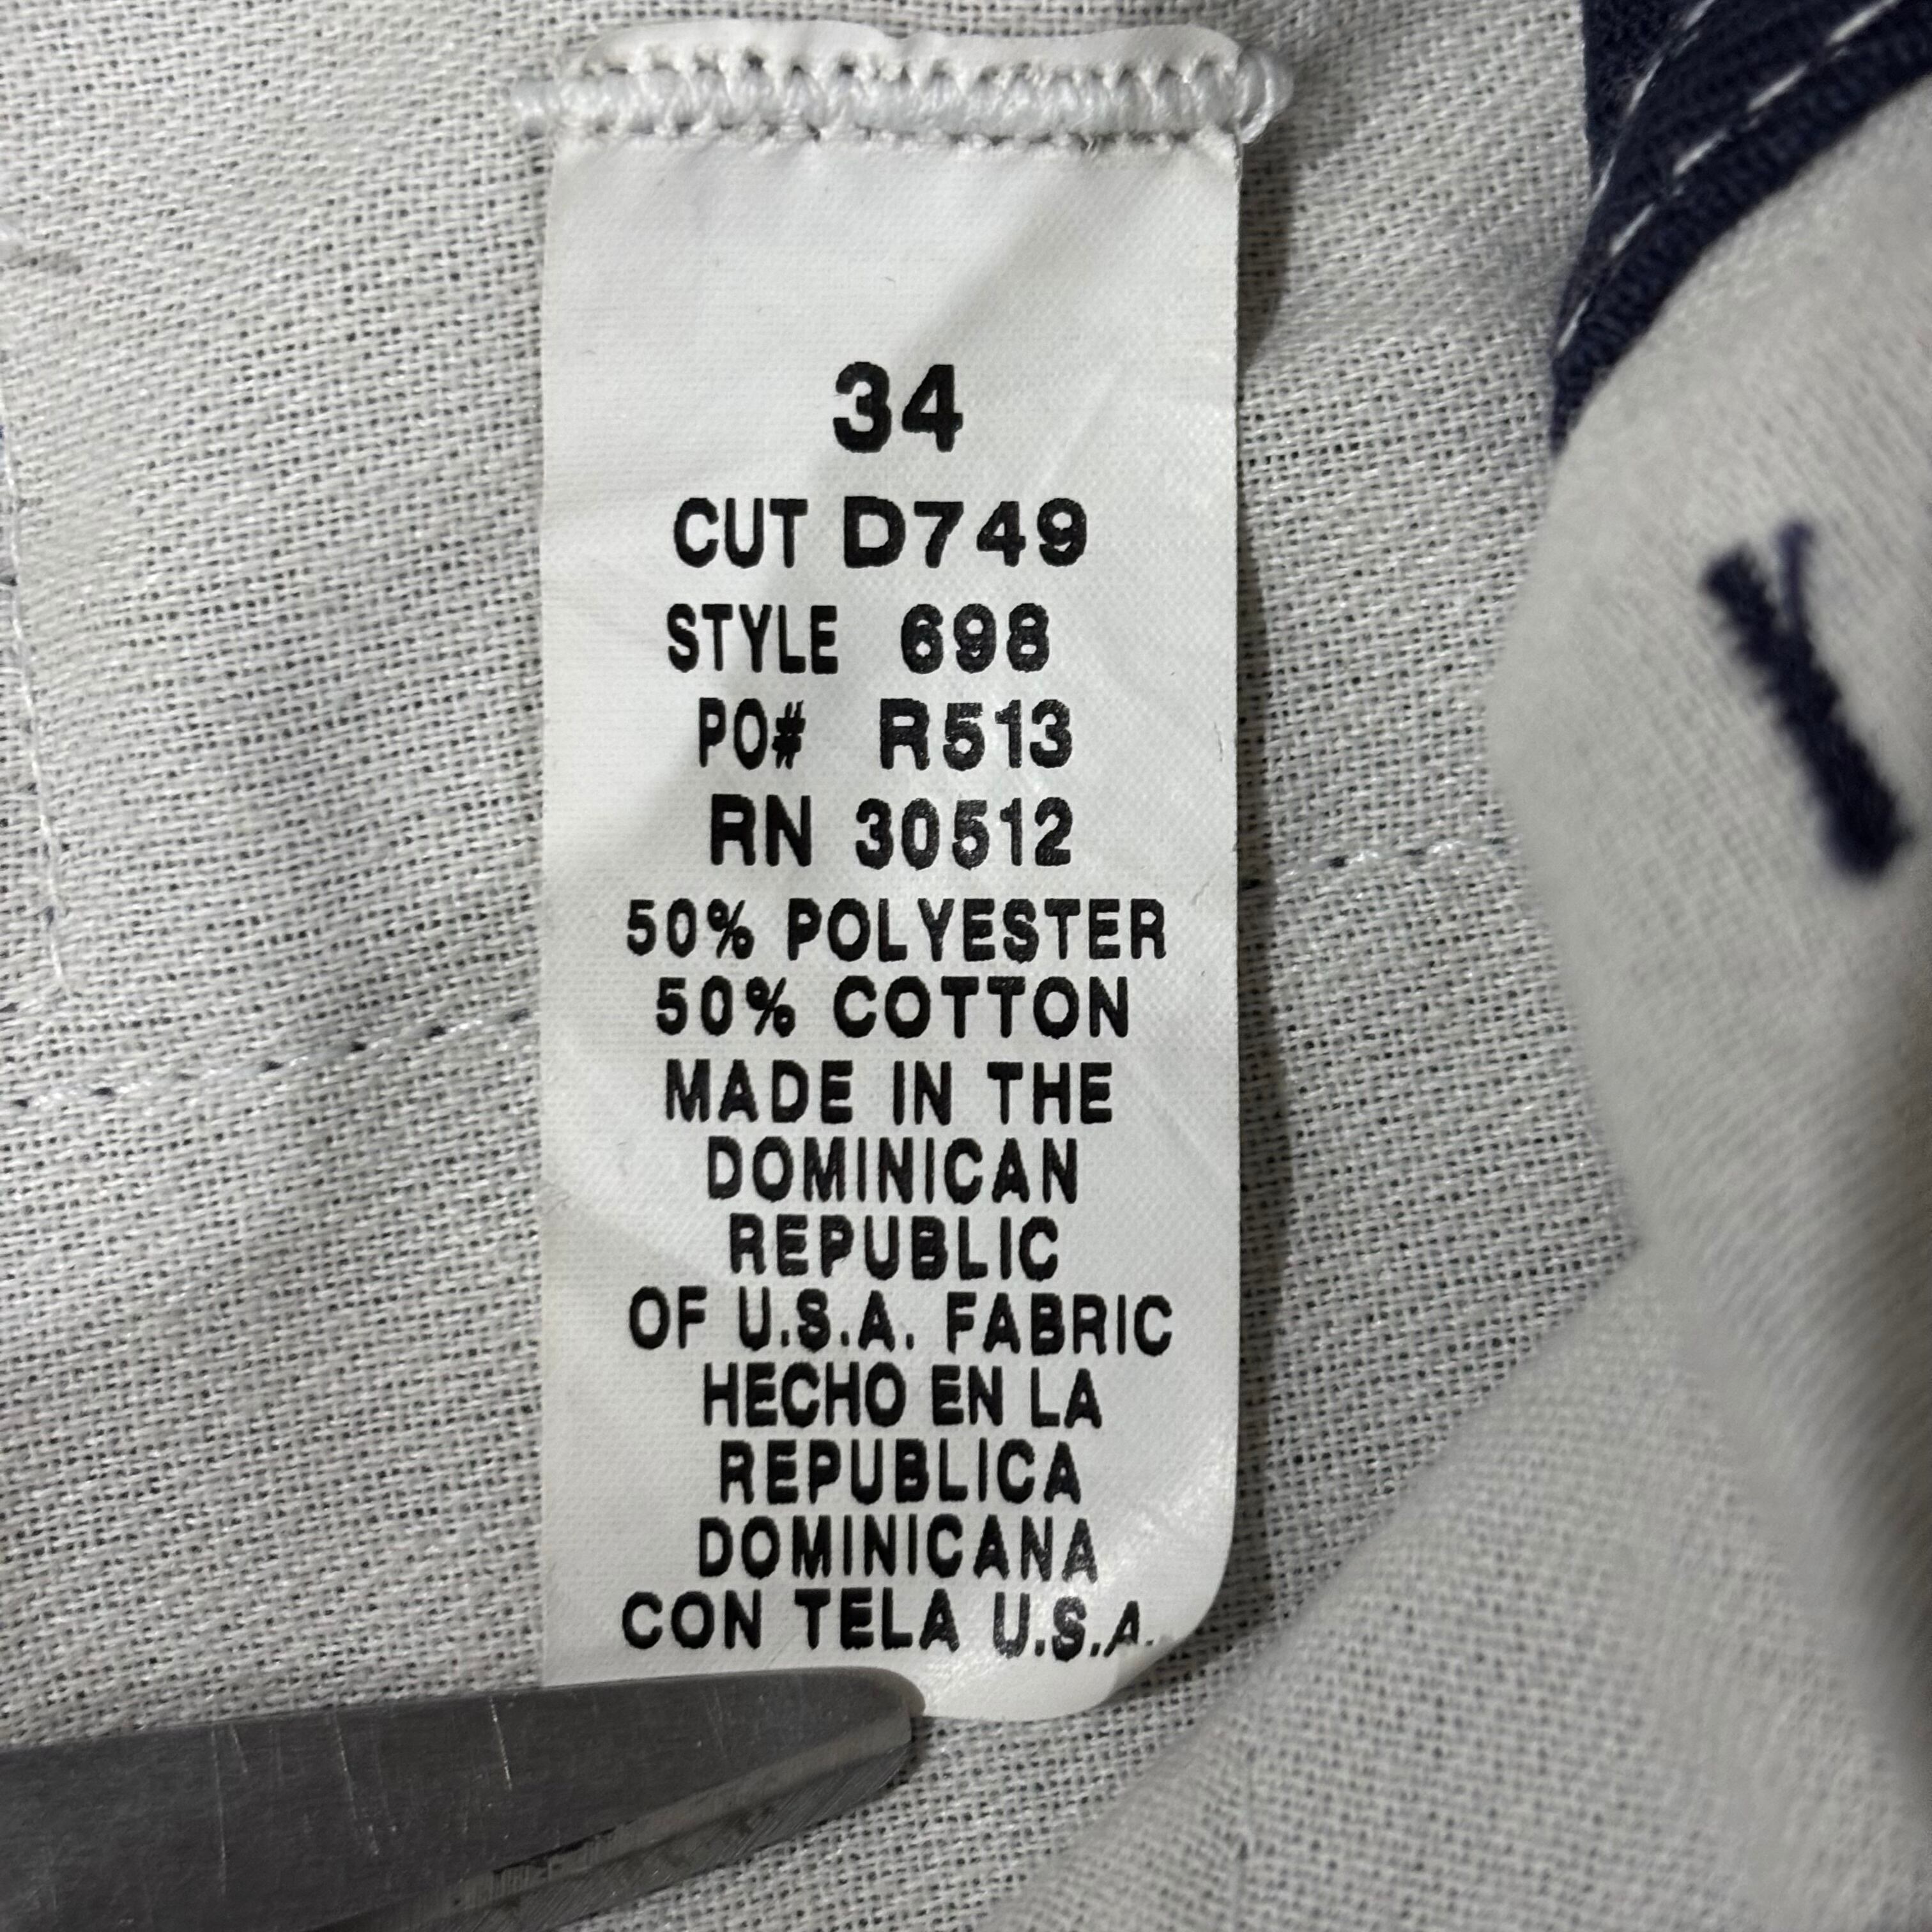 34
CUT D749
STYLE 698
PO# R513
RN 30512
50% POLYESTER
50% COTTON
MADE IN THE
DOMINICAN
REPUBLIC
OF U.S.A. FABRIC
HECHO EN LA
REPUBLICA
DOMINICANA
CON TELA U.S.A.